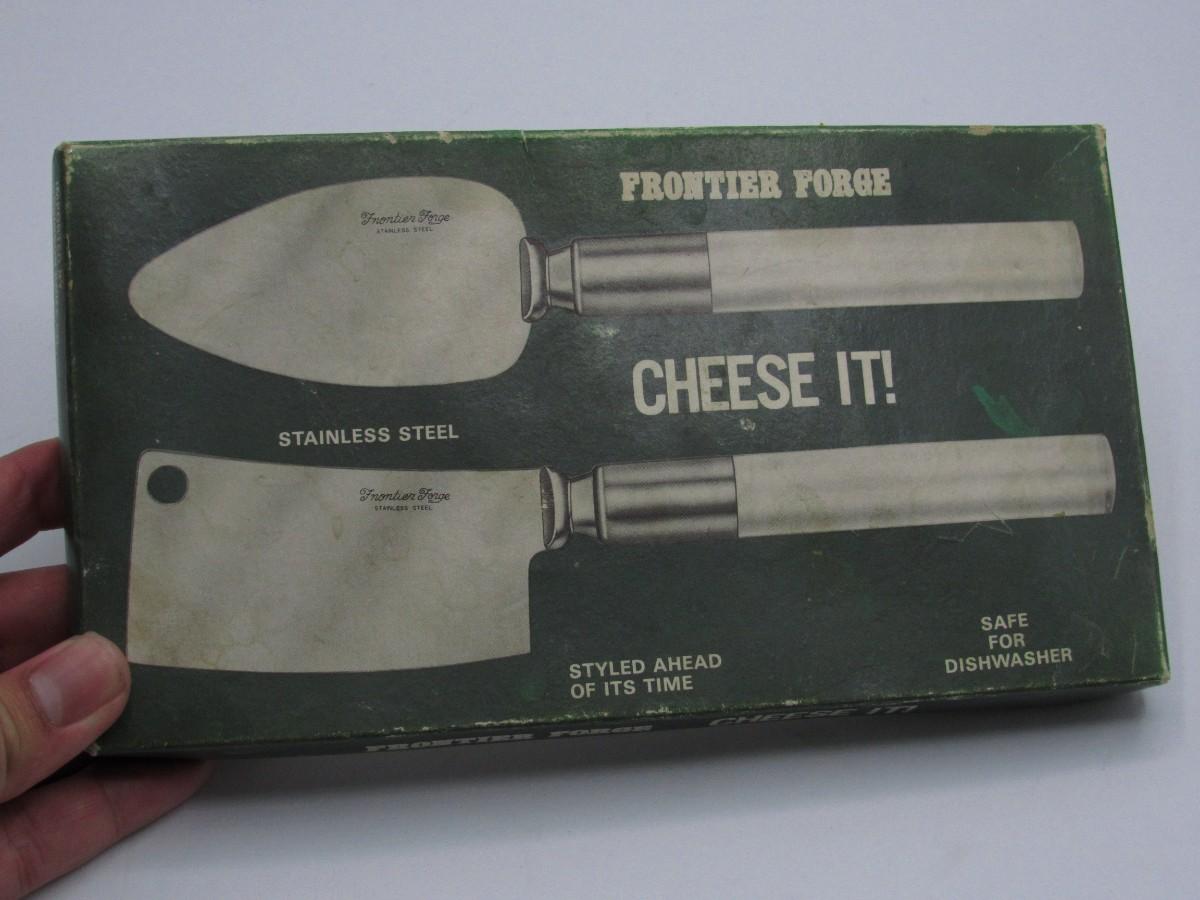 FRONTIER FORGE
Frontier Forge
STAINLESS STEEL
CHEESE IT!
STAINLESS STEEL
Frontier Forge
STAINLESS STEEL
STYLED AHEAD
OF ITS TIME
SAFE
FOR
DISHWASHER
FRONTIER FORGE CHEESE IT!